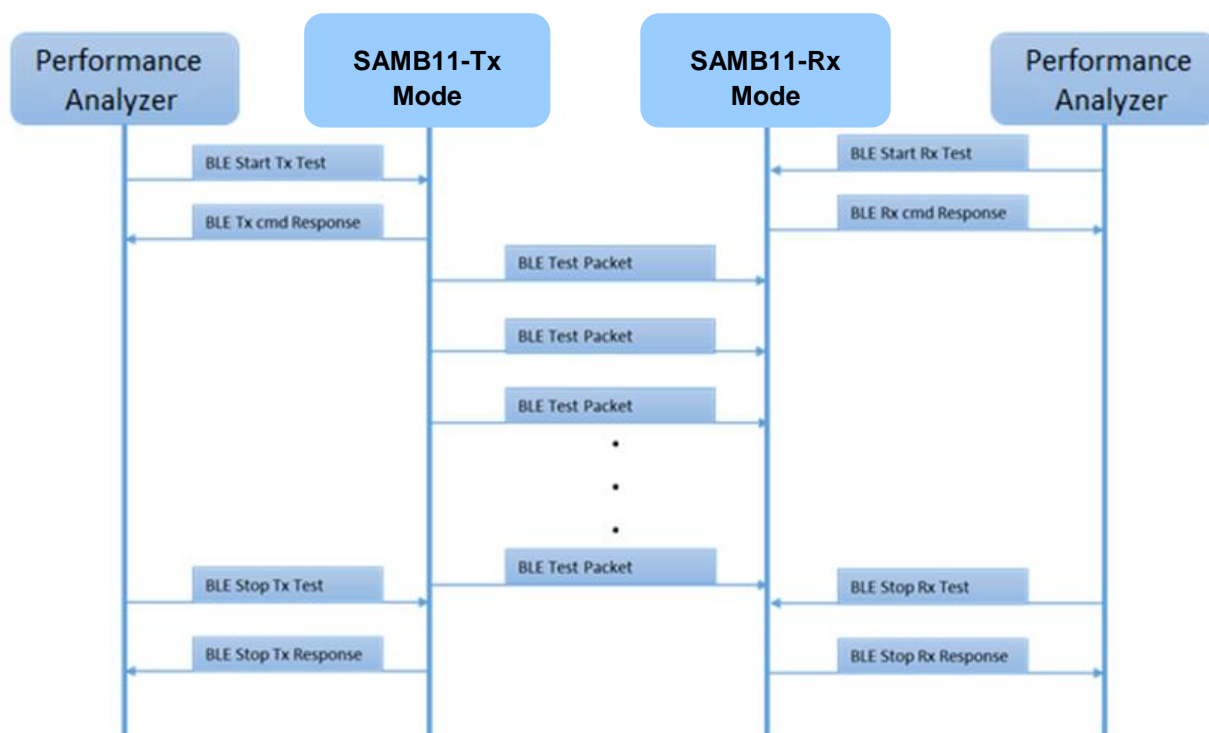 Performance
Analyzer
SAMB11-Tx
Mode
SAMB11-Rx
Mode
Performance
Analyzer
BLE Start Tx Test
BLE Start Rx Test
BLE Tx cmd Response
BLE Rx cmd Response
BLE Test Packet
BLE Test Packet
BLE Test Packet
BLE Test Packet
BLE Stop Tx Test
BLE Stop Rx Test
BLE Stop Tx Response
BLE Stop Rx Response